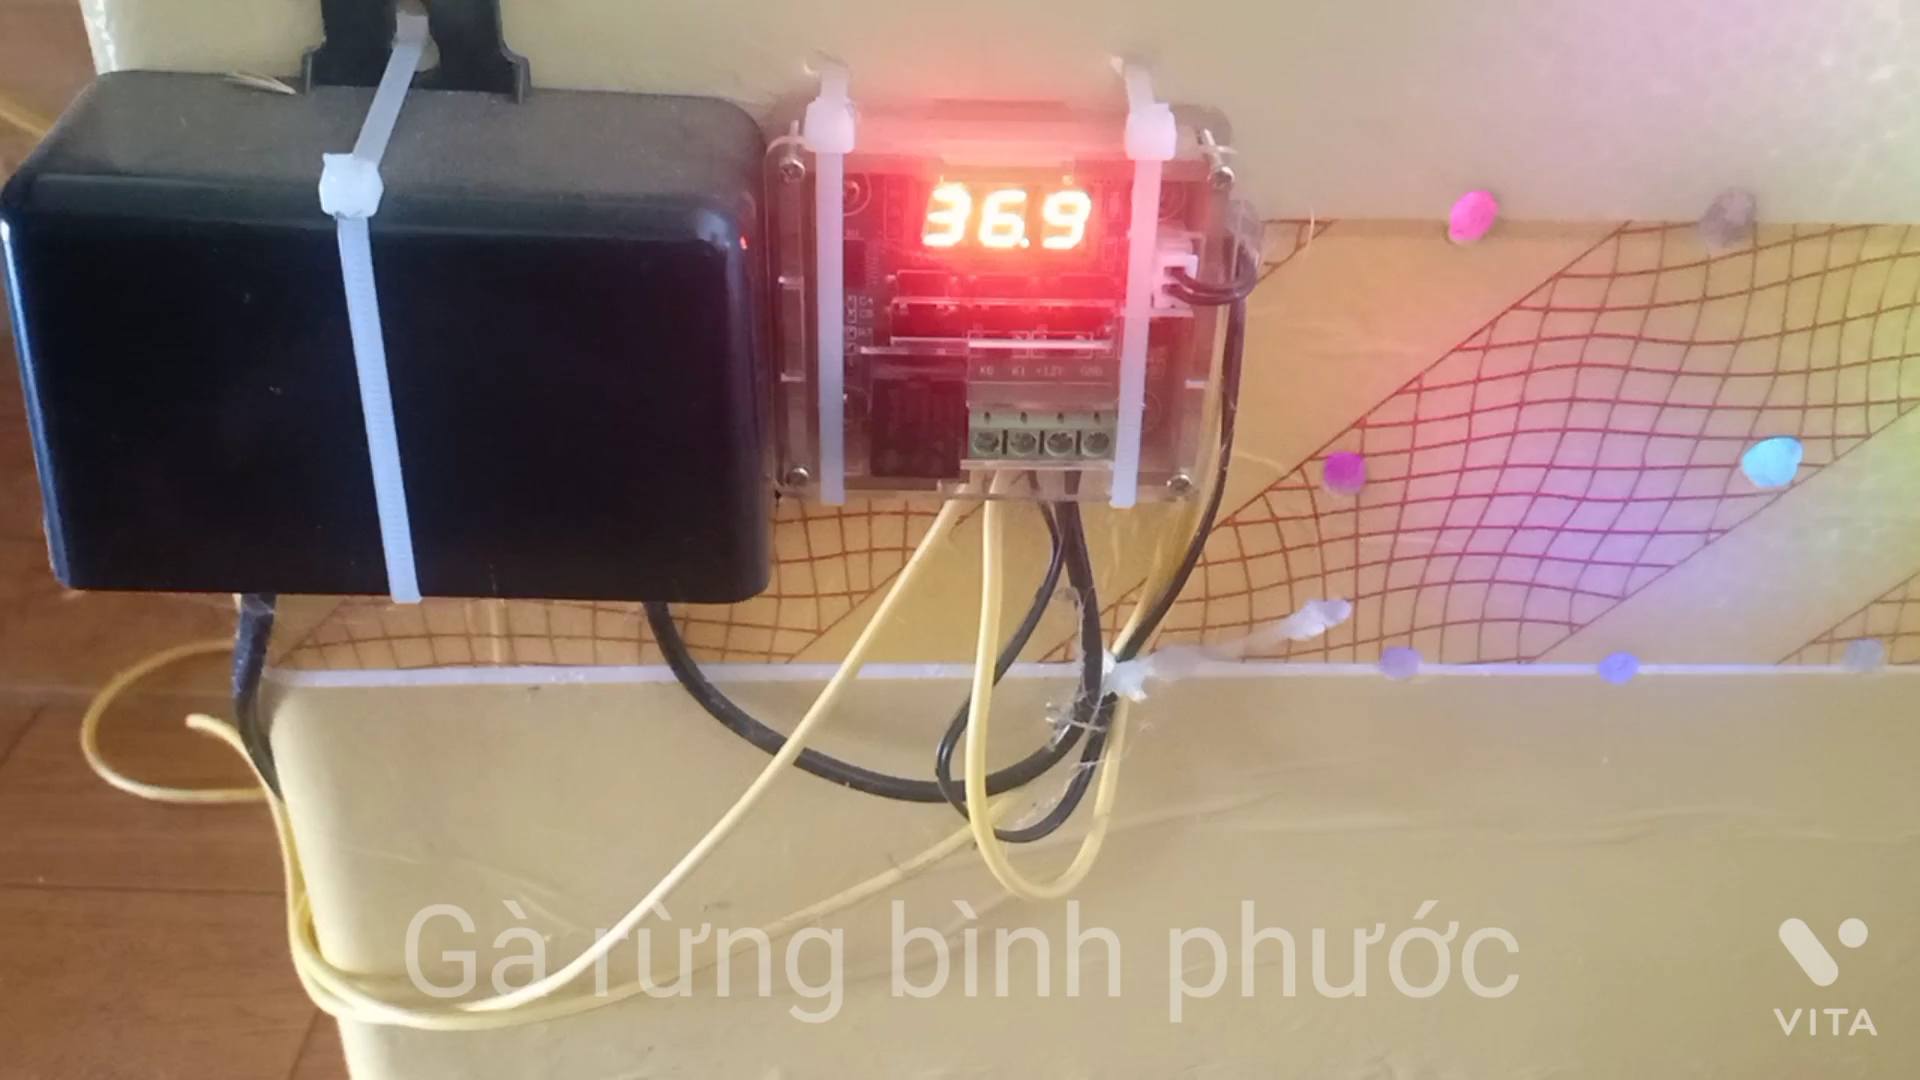 36.9
K0 K1 +12V GND
Gà rừng bình phước
VITA